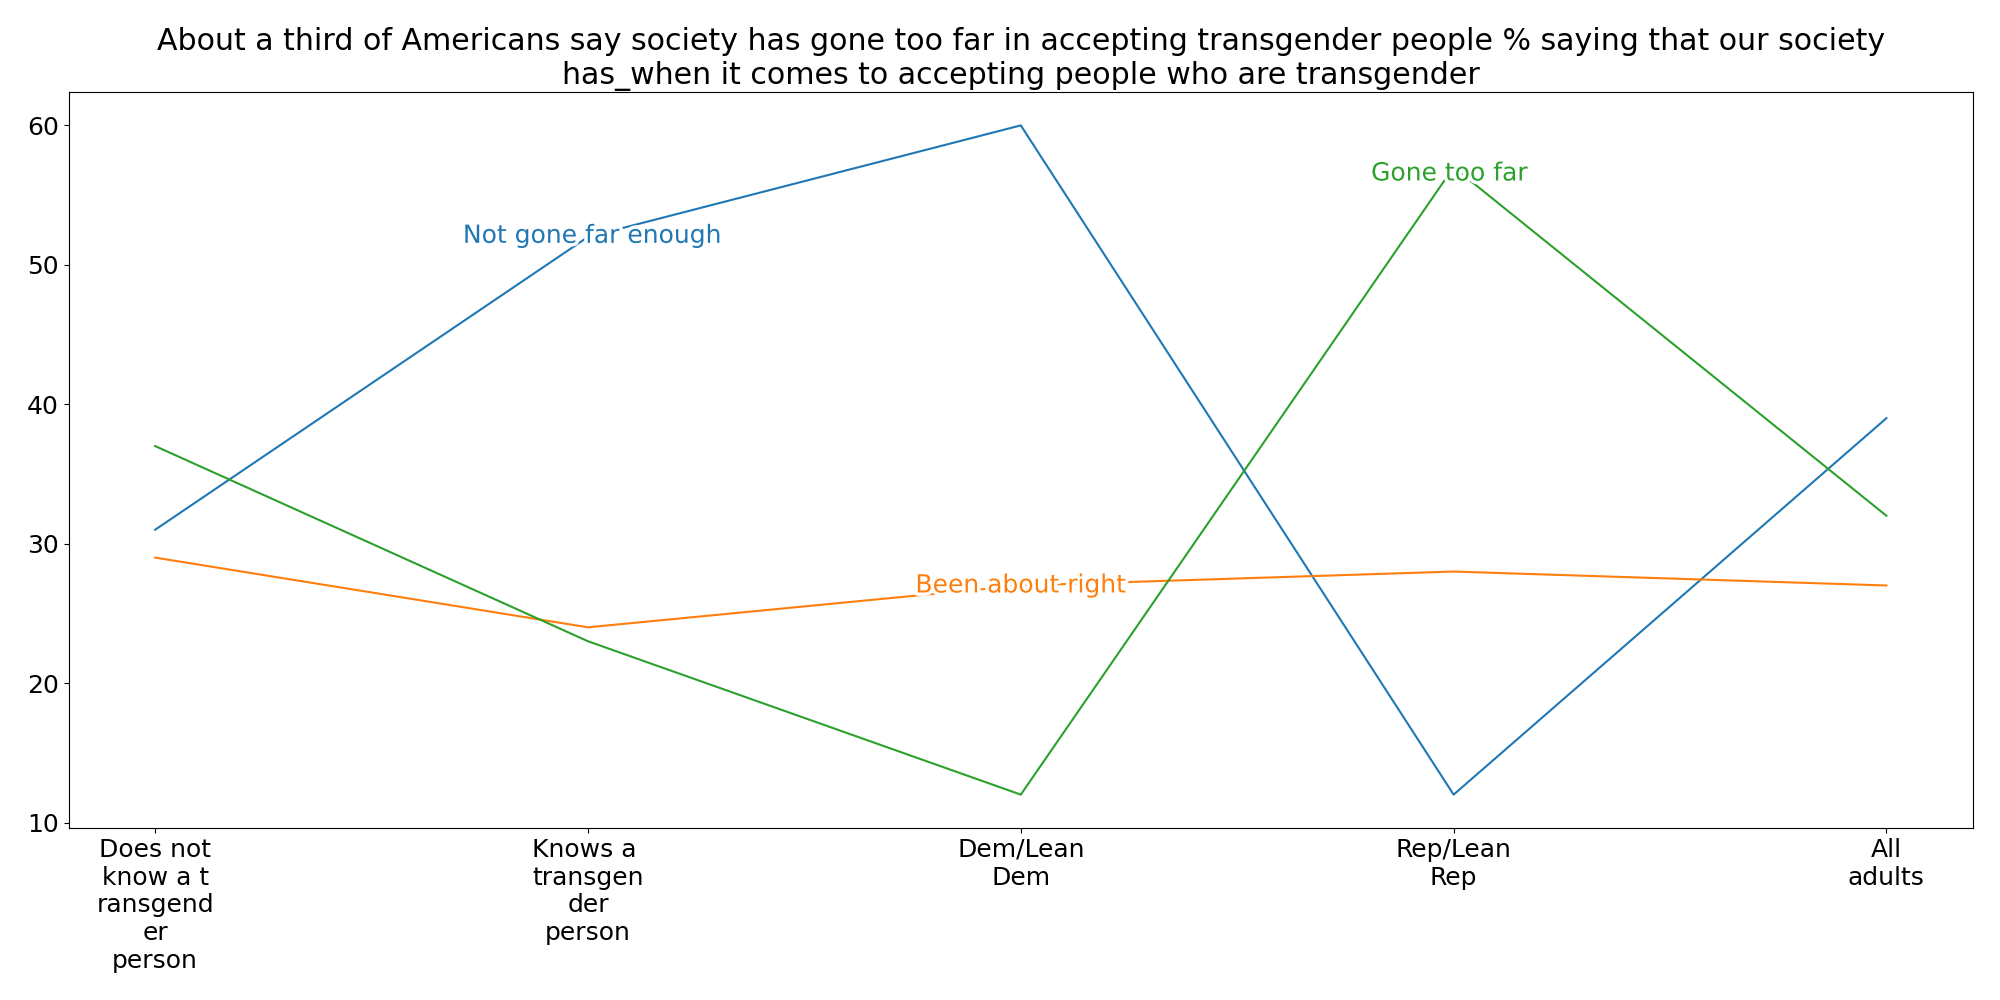 About a third of Americans say society has gone too far in accepting transgender people % saying that our society
has_when it comes to accepting people who are transgender
60
50
40
30
20
10
Not gone far enough
Gone too far
Been about right
Does not
know a t
ransgend
er
person
Knows a
transgen
der
person
Dem/Lean
Dem
Rep/Lean
Rep
All
adults